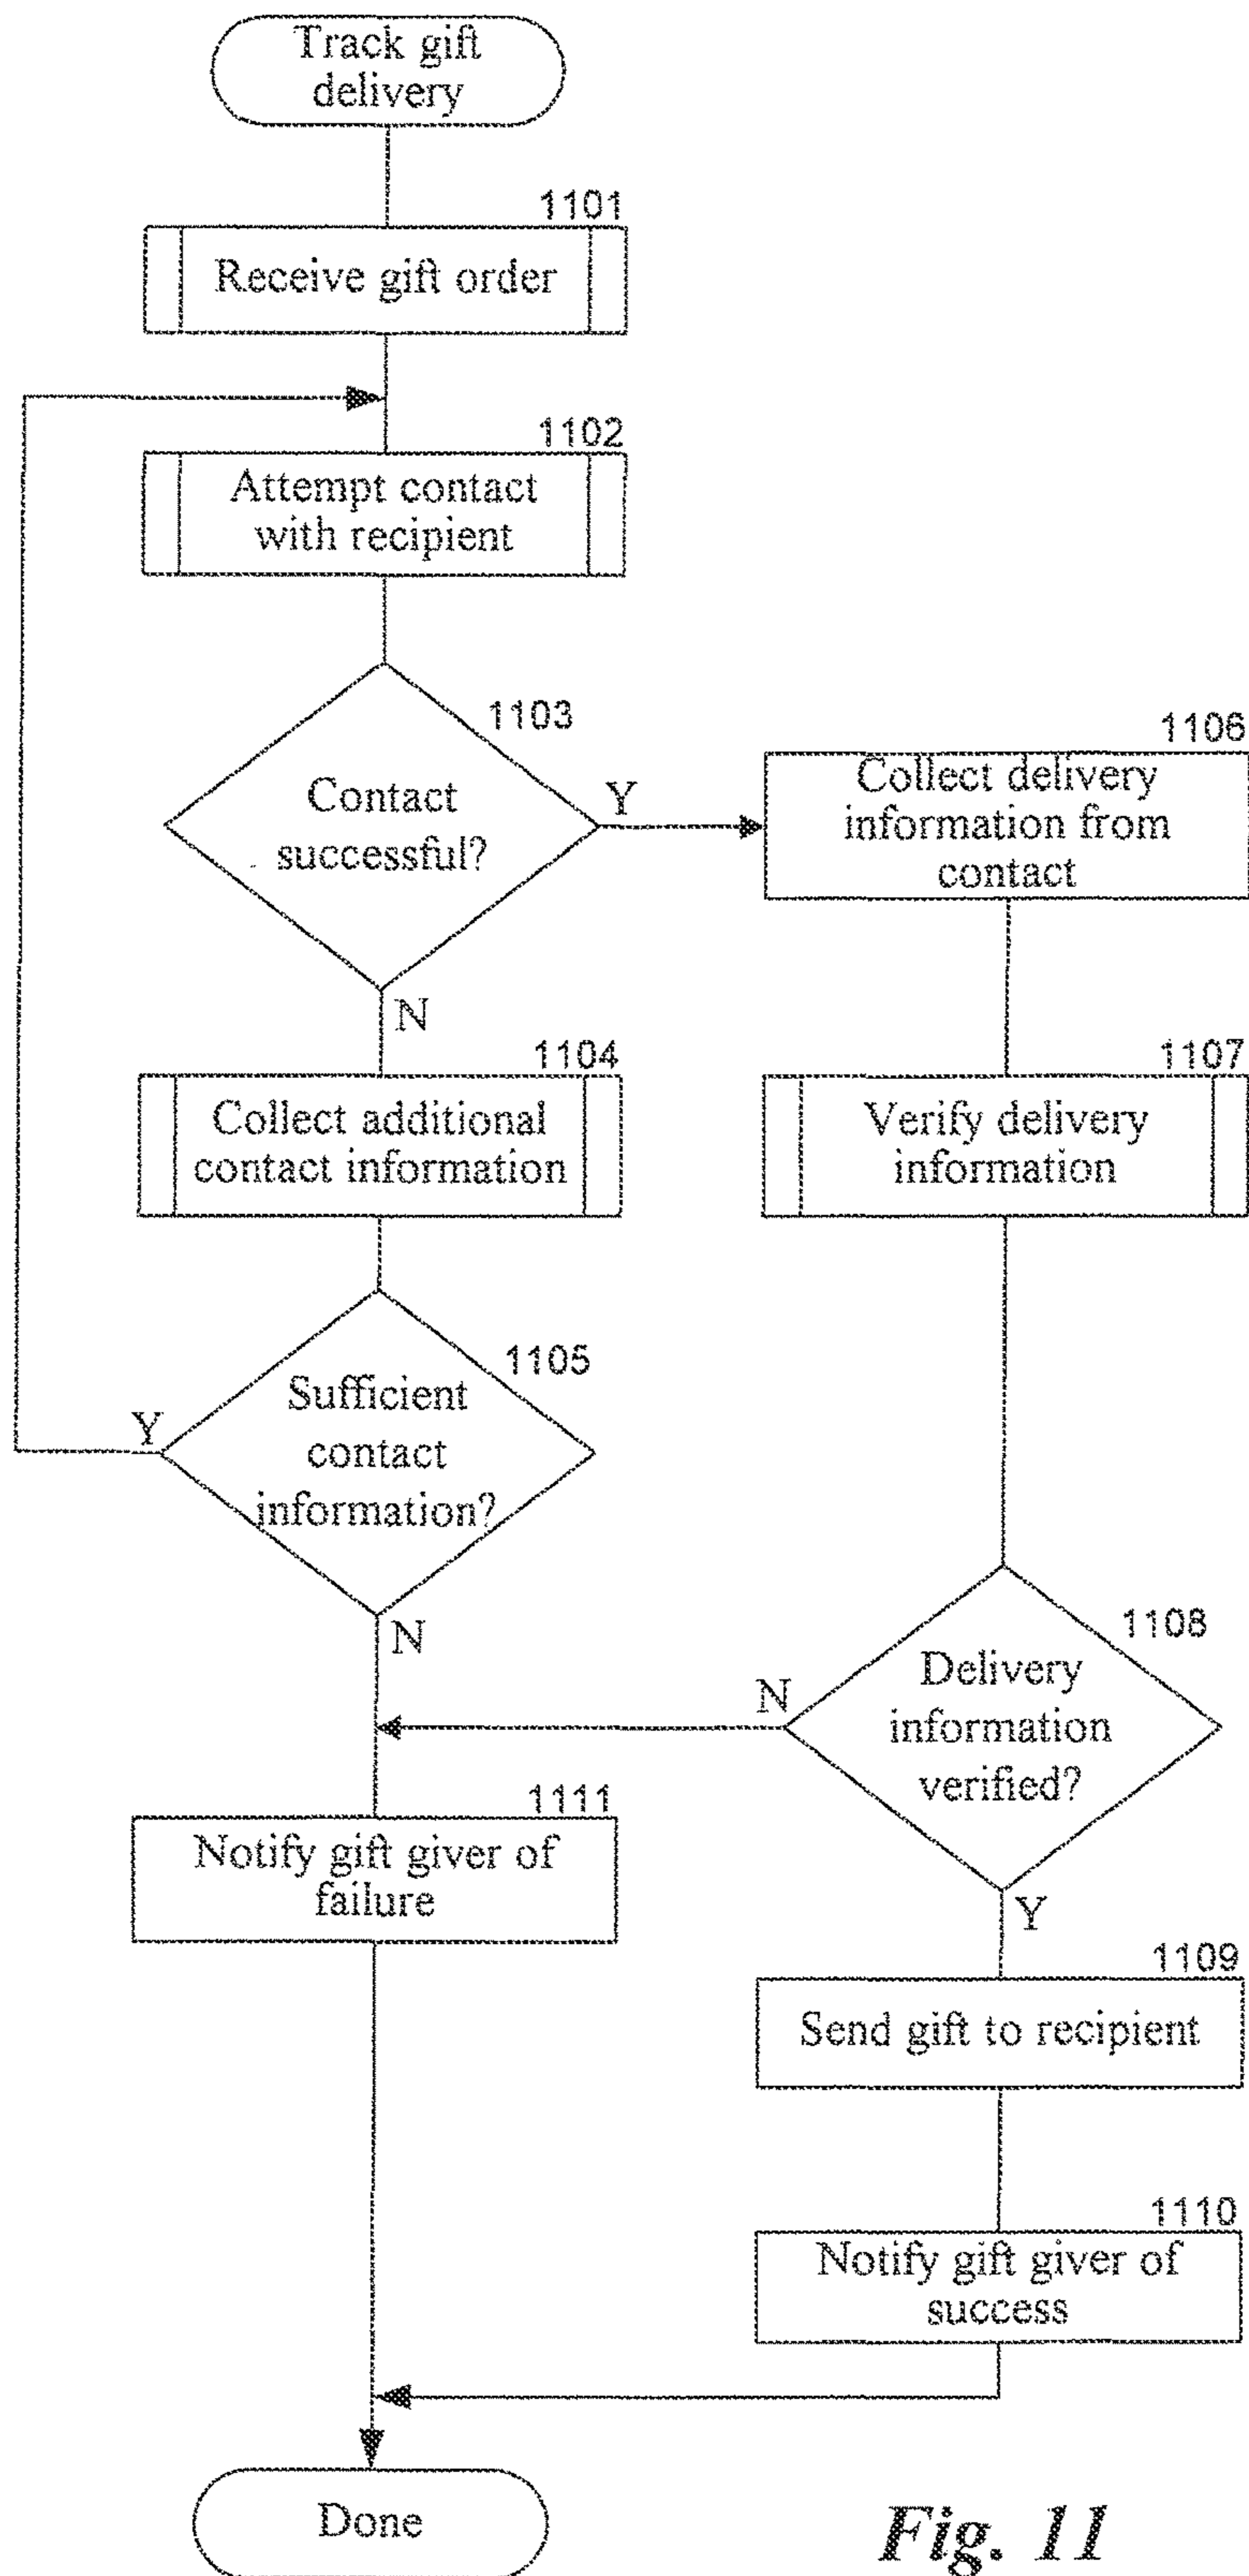 Track gift
delivery
1101
Receive gift order
1102
Attempt contact
with recipient
1103
Contact
successful?
Y
N
1106
Collect delivery
information from
contact
1104
Collect additional
contact information
1107
Verify delivery
information
1105
Sufficient
contact
information?
Y
N
1108
Delivery
information
verified?
N
Y
1111
Notify gift giver of
failure
1109
Send gift to recipient
1110
Notify gift giver of
success
Done
Fig. 11